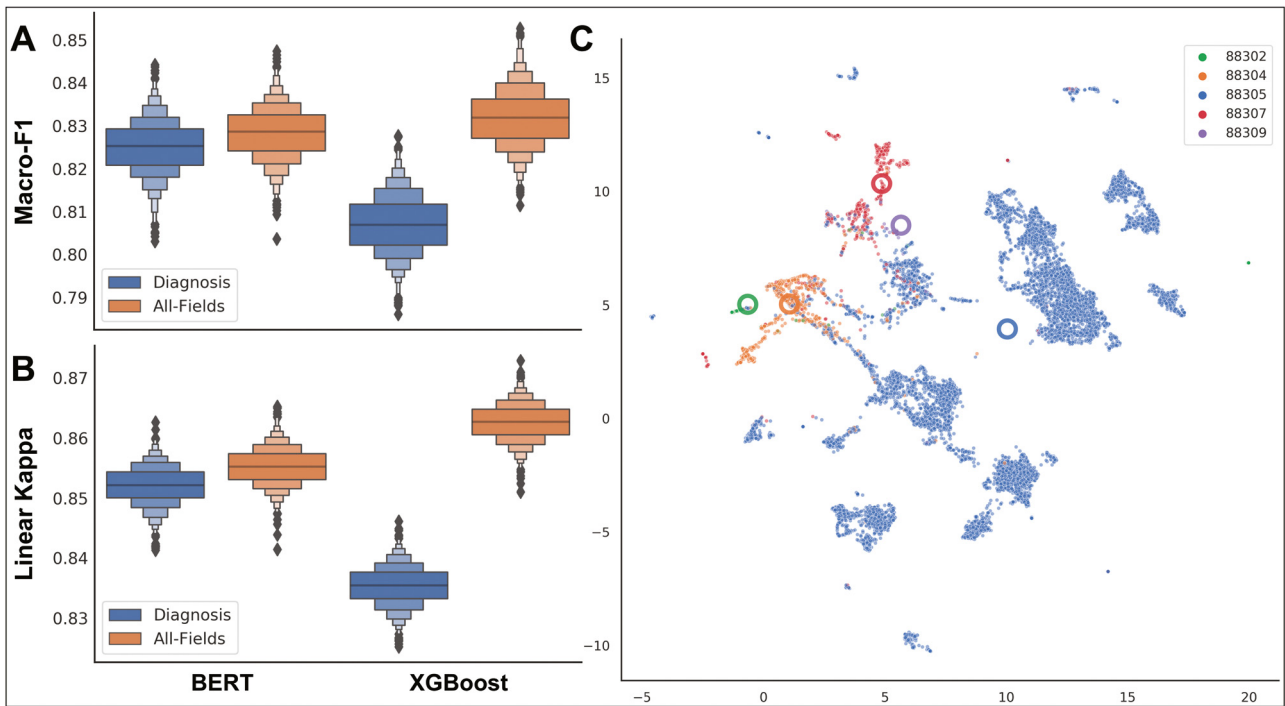 A
Macro-F1
0.85
0.84
0.83
0.82
0.81
0.80
0.79
Diagnosis
All-Fields
B
Linear Kappa
0.87
0.86
0.85
0.84
0.83
Diagnosis
All-Fields
BERT XGBoost
C
88302
88304
88305
88307
88309
15
10
5
0
−5
−10
−5 0 5 10 15 20